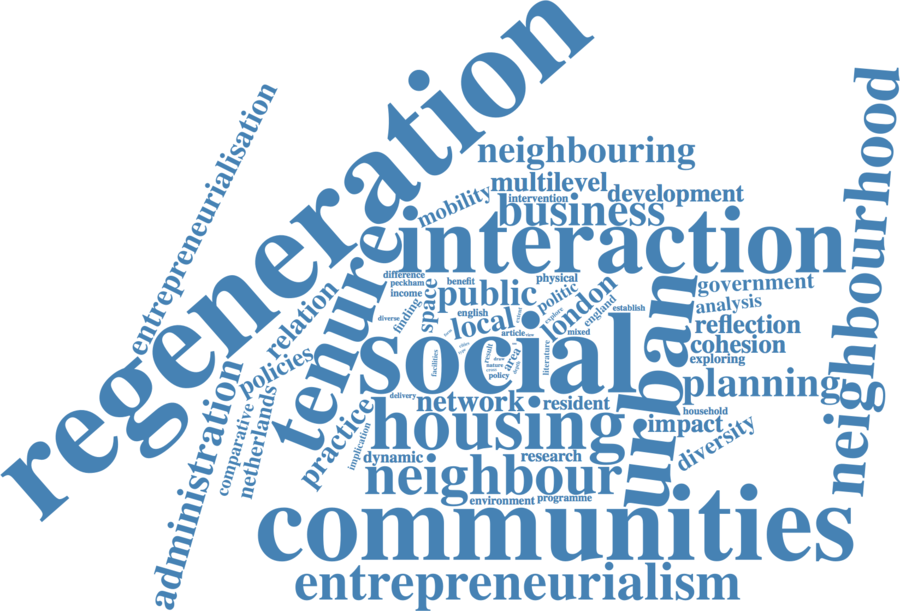 regeneration
entrepreneurialisation
neighbourhood
neighbouring
multilevel
mobility
intervention
development
business
interaction
tenure
relation
policies
administration
comparative
netherlands
practice
implication
difference
peckham
income
diverse
finding
space
benefit
public
physical
politic
english
local
explore
london
england
establish
article
mixed
literature
social
facilities
result
draw
nature
area
policy
urban
government
analysis
reflection
cohesion
exploring
planning
delivery
network
resident
household
impact
diversity
housing
dynamic
research
neighbour
environment
programme
communities
entrepreneurialism